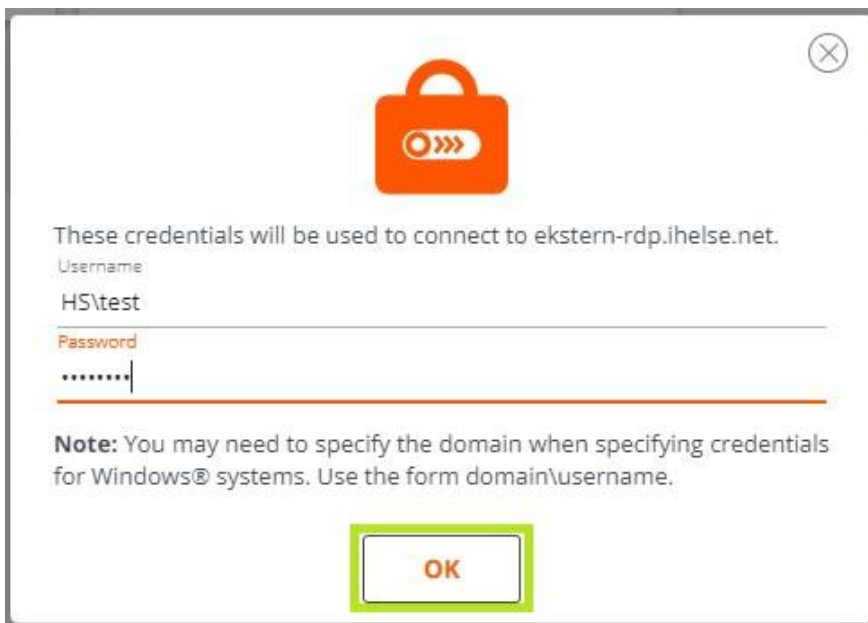 These credentials will be used to connect to ekstern-rdp.ihelse.net.
Username
HS\test
Password
••••••••
Note: You may need to specify the domain when specifying credentials
for Windows® systems. Use the form domain\username.
OK